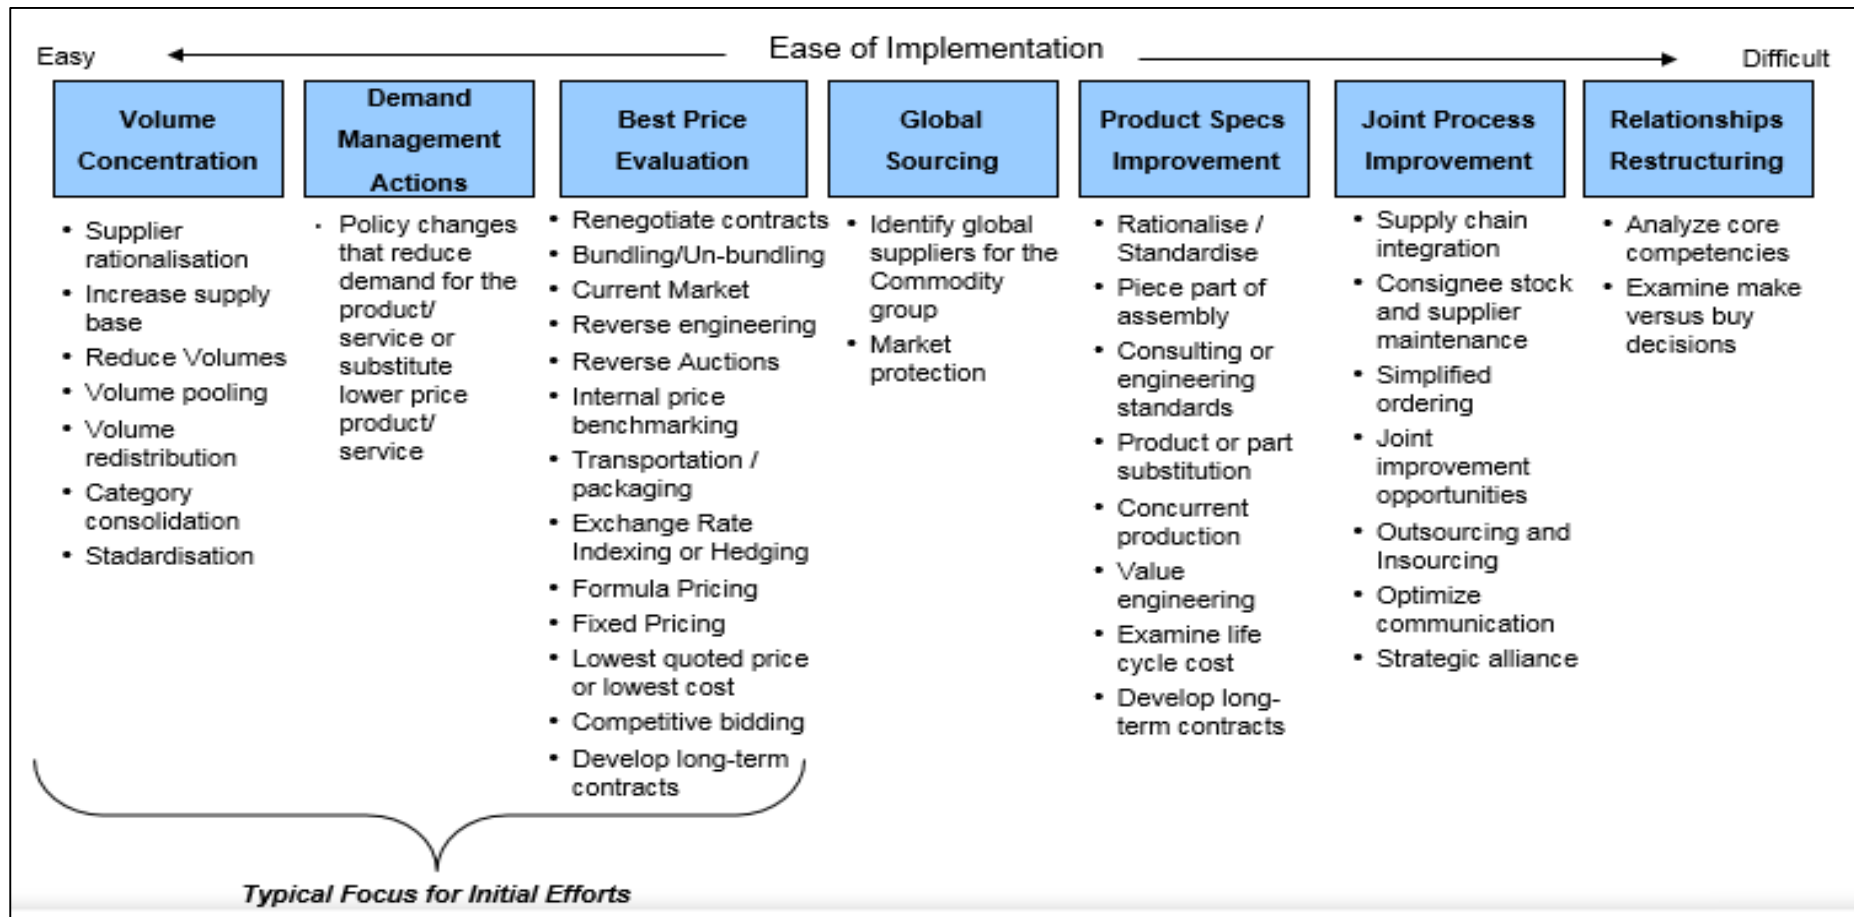 Ease of Implementation
Easy
Difficult
Volume
Concentration
Demand
Management
Actions
Best Price
Evaluation
Global
Sourcing
Product Specs
Improvement
Joint Process
Improvement
Relationships
Restructuring
• Supplier
rationalisation
• Increase supply
base
• Reduce Volumes
• Volume pooling
• Volume
redistribution
• Category
consolidation
• Stadardisation
· Policy changes
that reduce
demand for the
product/
service or
substitute
lower price
product/
service
• Renegotiate contracts
• Bundling/Un-bundling
• Current Market
• Reverse engineering
• Reverse Auctions
• Internal price
benchmarking
• Transportation /
packaging
• Exchange Rate
Indexing or Hedging
• Formula Pricing
• Fixed Pricing
• Lowest quoted price
or lowest cost
• Competitive bidding
• Develop long-term
contracts
• Identify global
suppliers for the
Commodity
group
• Market
protection
• Rationalise /
Standardise
• Piece part of
assembly
• Consulting or
engineering
standards
• Product or part
substitution
• Concurrent
production
• Value
engineering
• Examine life
cycle cost
• Develop long-
term contracts
• Supply chain
integration
• Consignee stock
and supplier
maintenance
• Simplified
ordering
• Joint
improvement
opportunities
• Outsourcing and
Insourcing
• Optimize
communication
• Strategic alliance
• Analyze core
competencies
• Examine make
versus buy
decisions
Typical Focus for Initial Efforts